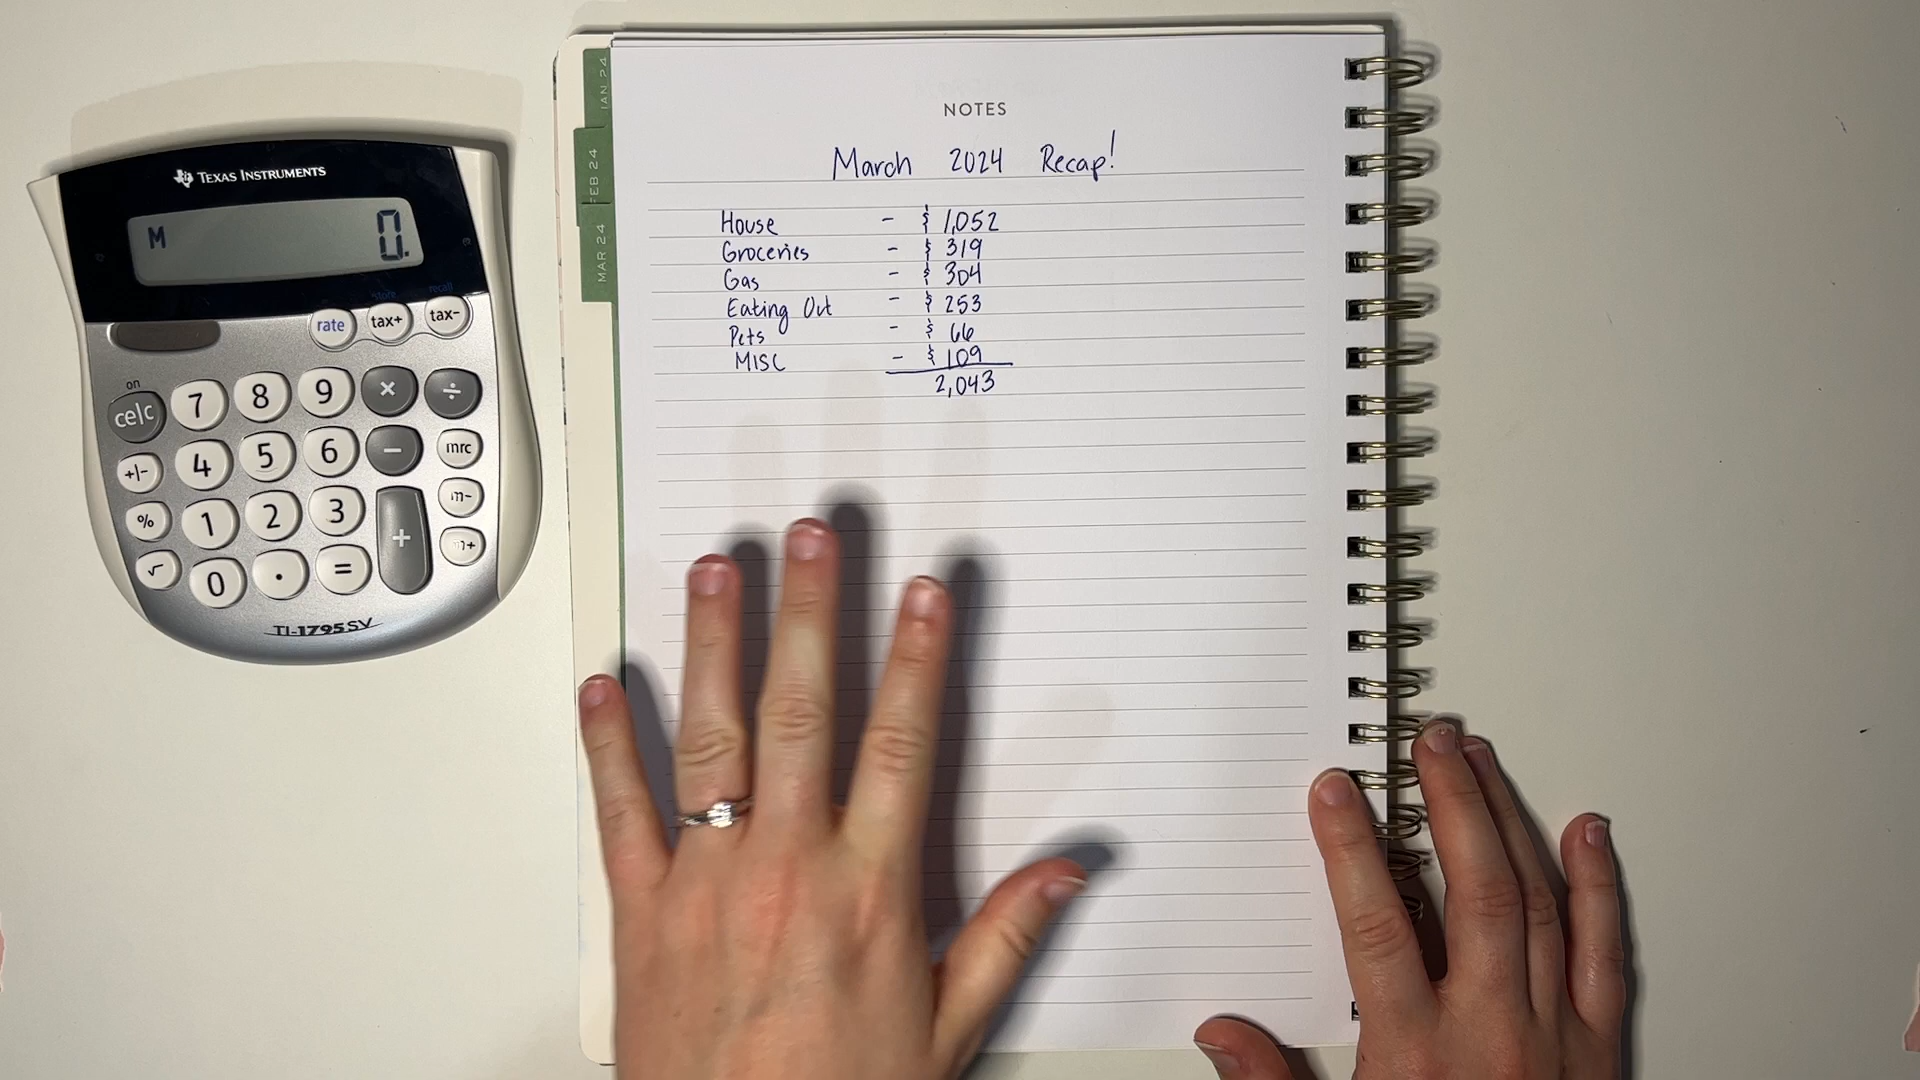 TEXAS INSTRUMENTS
M 0.
store recall
rate tax+ tax-
on
ce|c 7 8 9 × ÷
+|- 4 5 6 − mrc
% 1 2 3 + m-
√ 0 . = m+
TI-1795 SV
JAN 24
FEB 24
MAR 24
NOTES
March 2024 Recap!
House - $ 1,052
Groceries - $ 319
Gas - $ 304
Eating Out - $ 253
Pets - $ 66
MISC - $ 109
2,043